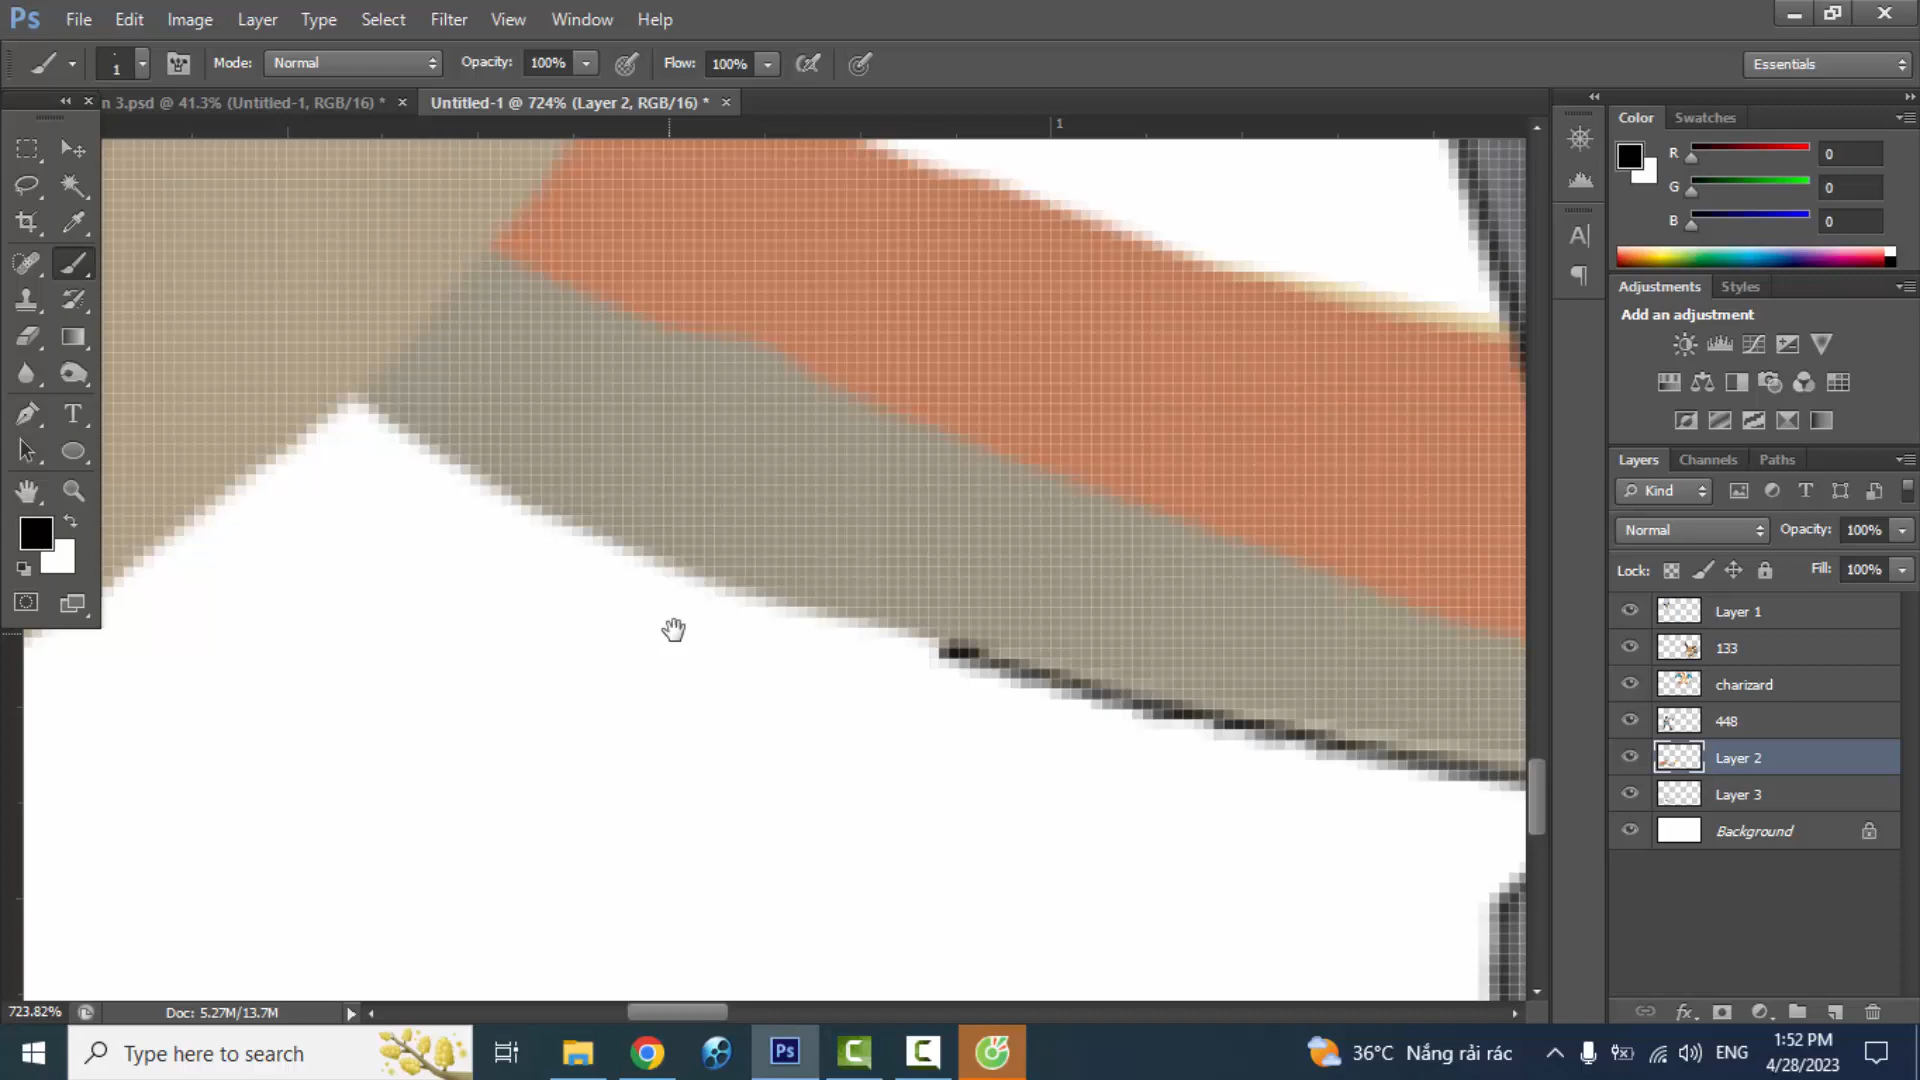 Ps File Edit Image Layer Type Select Filter View Window Help
1 Mode: Normal Opacity: 100% Flow: 100% Essentials
n 3.psd @ 41.3% (Untitled-1, RGB/16) * × Untitled-1 @ 724% (Layer 2, RGB/16) * ×
1
Color Swatches
R 0
G 0
B 0
Adjustments Styles
Add an adjustment
Layers Channels Paths
Kind
Normal Opacity: 100%
Lock: Fill: 100%
Layer 1
133
charizard
448
Layer 2
Layer 3
Background
723.82% Doc: 5.27M/13.7M
Type here to search
Ps
36°C Nắng rải rác
ENG
1:52 PM
4/28/2023